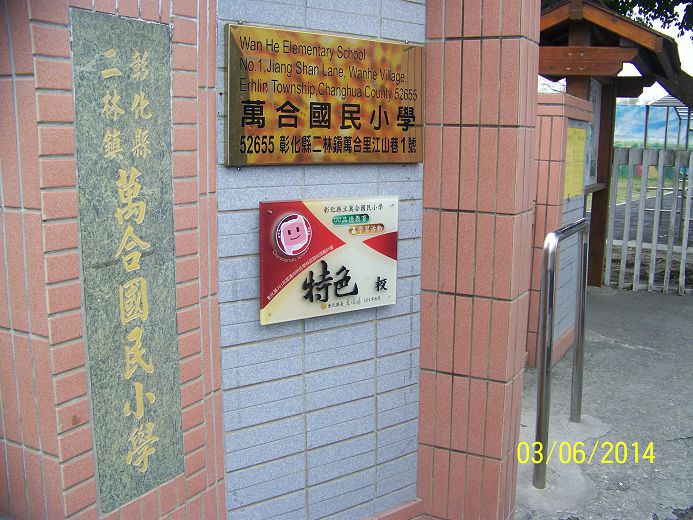 彰化縣
二林鎮
萬合國民小學
Wan He Elementary School
No.1,Jiang Shan Lane, Wanhe Village,
Erhlin Township,Changhua County 52655
萬合國民小學
52655 彰化縣二林鎮萬合里江山巷1號
彰化縣立萬合國民小學
特色
03/06/2014